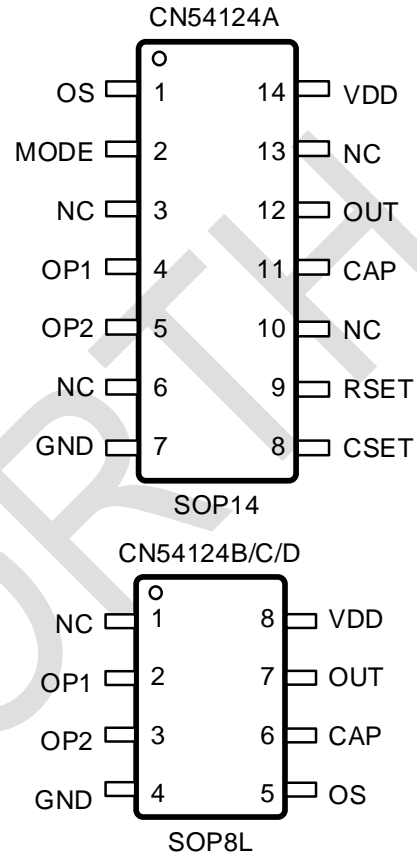 CN54124A
OS 1 14 VDD
MODE 2 13 NC
NC 3 12 OUT
OP1 4 11 CAP
OP2 5 10 NC
NC 6 9 RSET
GND 7 8 CSET
SOP14
CN54124B/C/D
NC 1 8 VDD
OP1 2 7 OUT
OP2 3 6 CAP
GND 4 5 OS
SOP8L